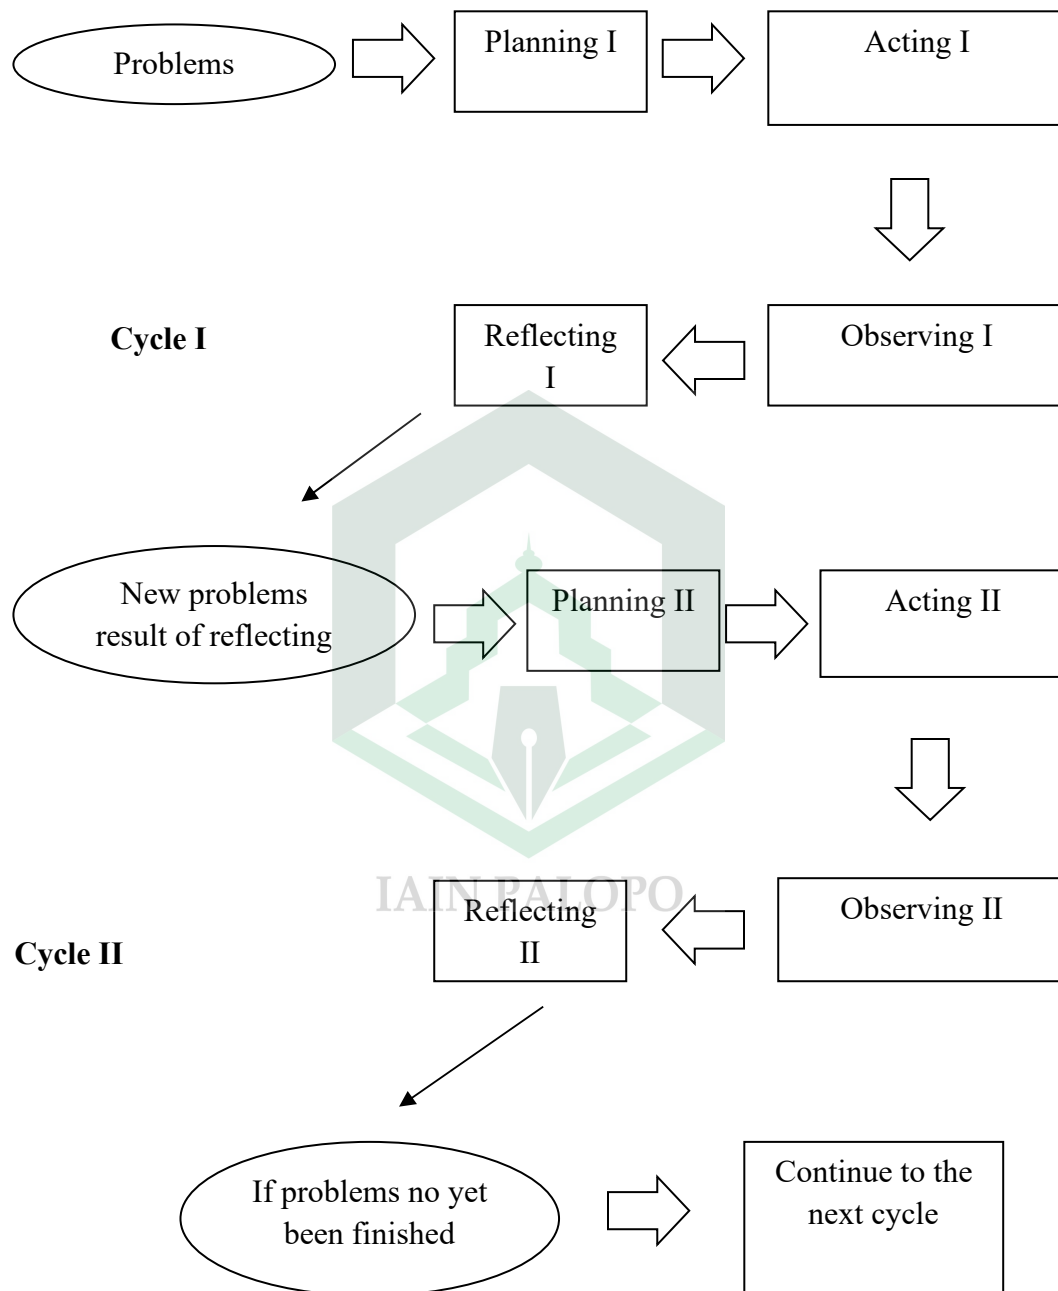 Problems
Planning I
Acting I
Cycle I
Reflecting
I
Observing I
New problems
result of reflecting
Planning II
Acting II
IAIN PALOPO
Reflecting
II
Observing II
Cycle II
If problems no yet
been finished
Continue to the
next cycle